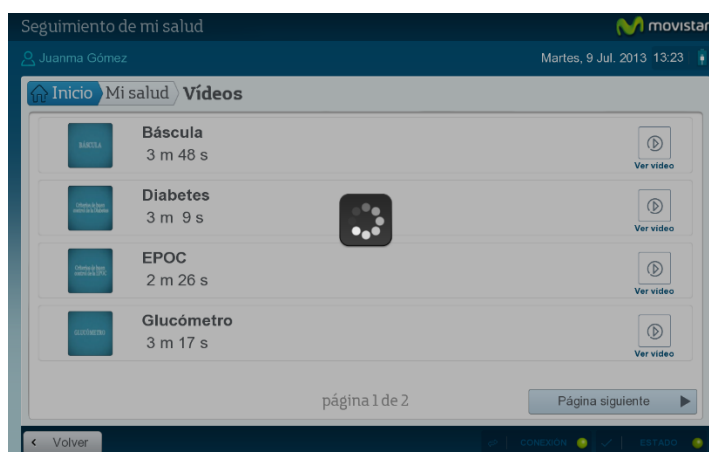 Seguimiento de mi salud
movistar
Juanma Gómez
Martes, 9 Jul. 2013 13:23
Inicio Mi salud Vídeos
BÁSCULA
Báscula
3 m 48 s
Ver vídeo
Diabetes
3 m 9 s
Ver vídeo
EPOC
2 m 26 s
Ver vídeo
GLUCÓMETRO
Glucómetro
3 m 17 s
Ver vídeo
página 1 de 2
Página siguiente
Volver
CONEXIÓN
ESTADO